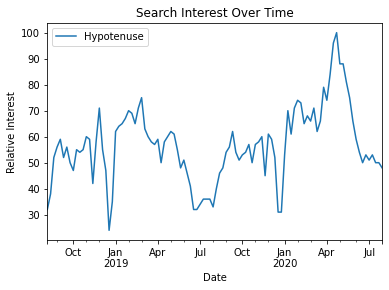 Search Interest Over Time
Hypotenuse
100
90
80
70
60
50
40
30
Relative Interest
Oct Jan Apr Jul Oct Jan Apr Jul
2019 2020
Date